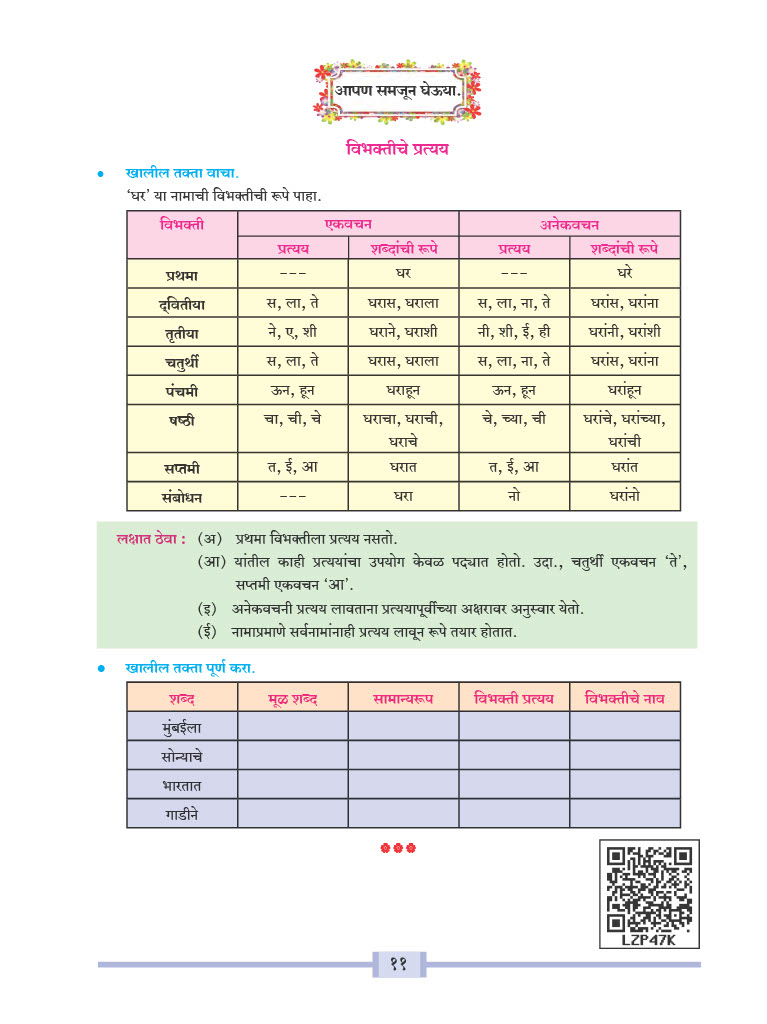 आपण समजून घेऊया.
विभक्तीचे प्रत्यय
• खालील तक्ता वाचा.
‘घर’ या नामाची विभक्तीची रूपे पाहा.
विभक्ती एकवचन अनेकवचन
प्रत्यय शब्दांची रूपे प्रत्यय शब्दांची रूपे
प्रथमा --- घर --- घरे
द्‌वितीया स, ला, ते घरास, घराला स, ला, ना, ते घरांस, घरांना
तृतीया ने, ए, शी घराने, घराशी नी, शी, ई, ही घरांनी, घरांशी
चतुर्थी स, ला, ते घरास, घराला स, ला, ना, ते घरांस, घरांना
पंचमी ऊन, हून घराहून ऊन, हून घरांहून
षष्ठी चा, ची, चे घराचा, घराची, चे, च्या, ची घरांचे, घरांच्या,
घराचे घरांची
सप्तमी त, ई, आ घरात त, ई, आ घरांत
संबोधन --- घरा नो घरांनो
लक्षात ठेवा : (अ) प्रथमा विभक्तीला प्रत्यय नसतो.
(आ) यांतील काही प्रत्ययांचा उपयोग केवळ पद्यात होतो. उदा., चतुर्थी एकवचन ‘ते’,
सप्तमी एकवचन ‘आ’.
(इ) अनेकवचनी प्रत्यय लावताना प्रत्ययापूर्वीच्या अक्षरावर अनुस्वार येतो.
(ई) नामाप्रमाणे सर्वनामांनाही प्रत्यय लावून रूपे तयार होतात.
• खालील तक्ता पूर्ण करा.
शब्द मूळ शब्द सामान्यरूप विभक्ती प्रत्यय विभक्तीचे नाव
मुंबईला
सोन्याचे
भारतात
गाडीने
LZP47K
११